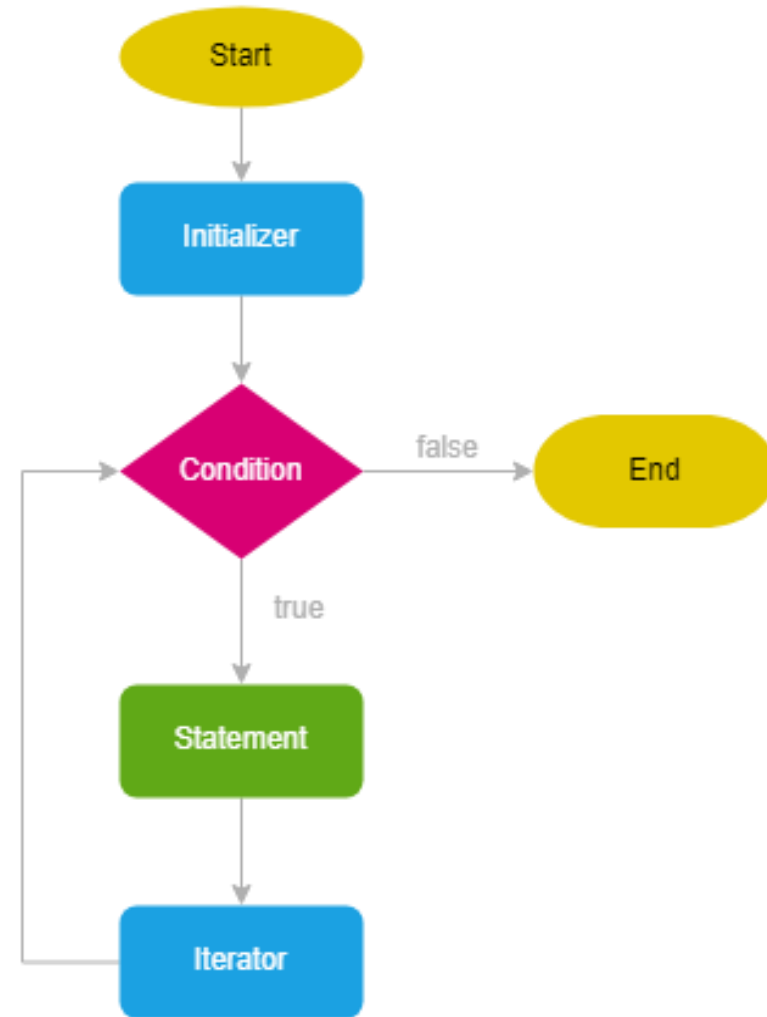 Start
Initializer
Condition
false
End
true
Statement
Iterator